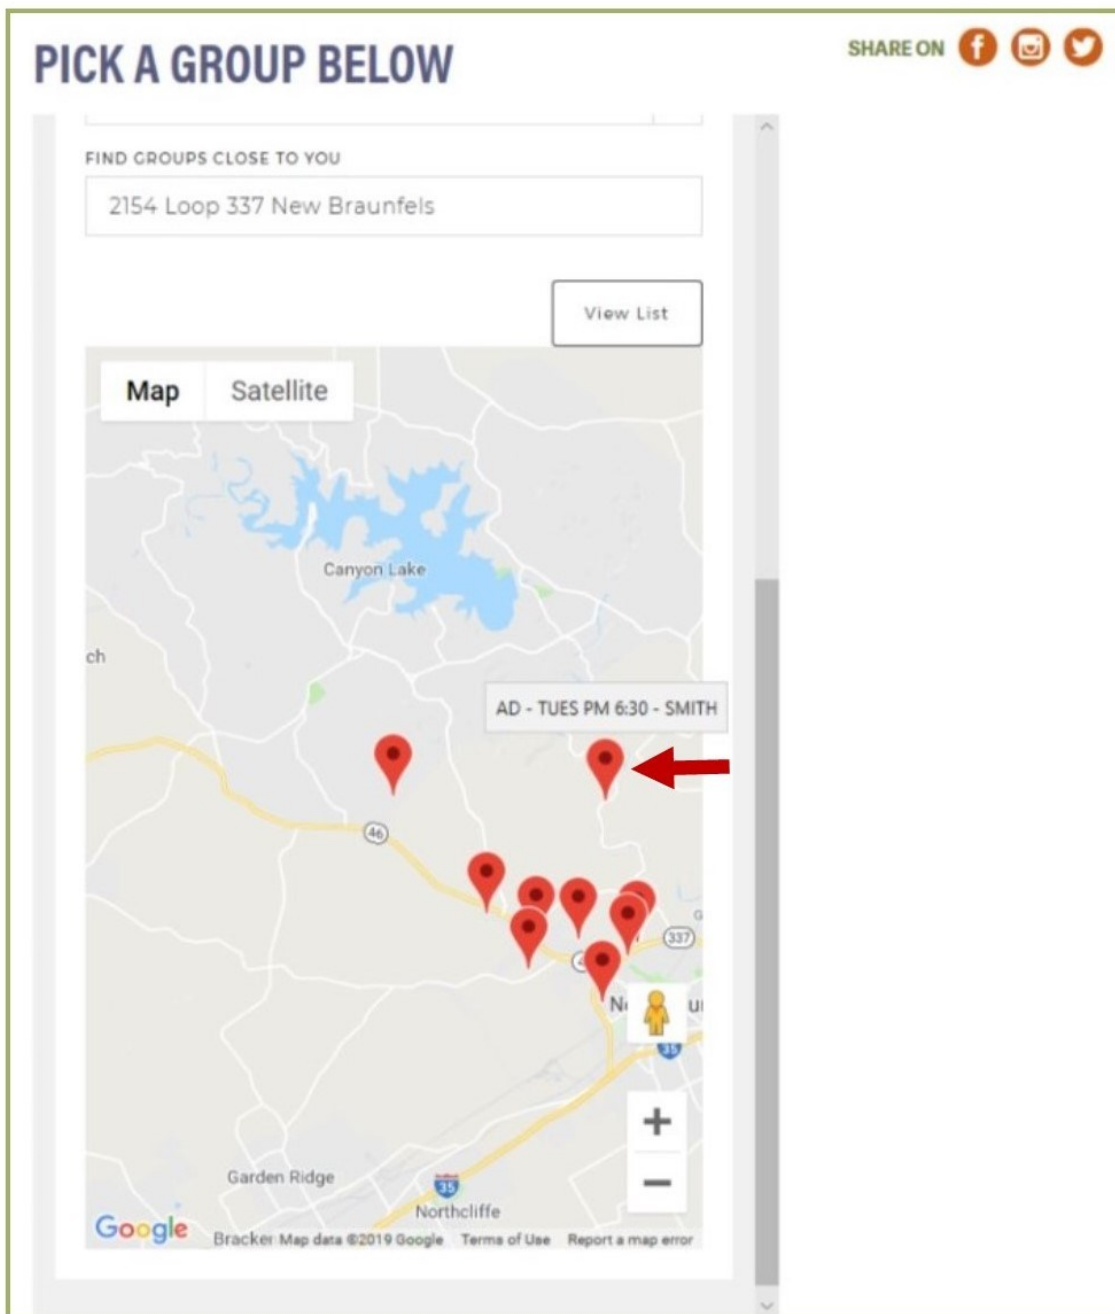 PICK A GROUP BELOW
SHARE ON
FIND GROUPS CLOSE TO YOU
2154 Loop 337 New Braunfels
View List
Map Satellite
Canyon Lake
ch
AD - TUES PM 6:30 - SMITH
46
337
35
Garden Ridge
35
Northcliffe
Google
Bracken Map data ©2019 Google Terms of Use Report a map error